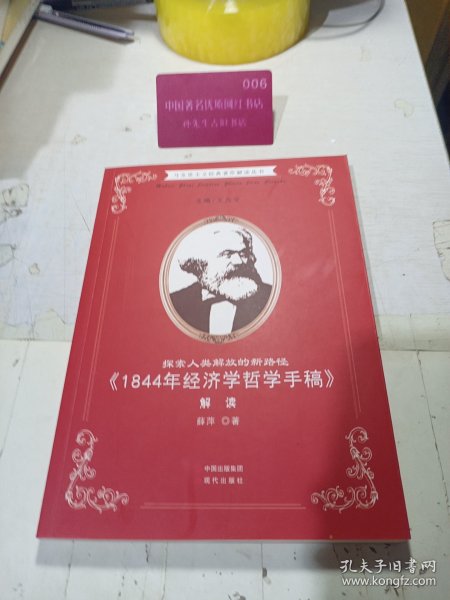 006
中国著名优质网红书店
孙先生古旧书店
马克思主义经典著作解读丛书
探索人类解放的新路径
《1844年经济学哲学手稿》
解读
薛萍 ◎著
中国出版集团
现代出版社
孔夫子旧书网
www.kongfz.com